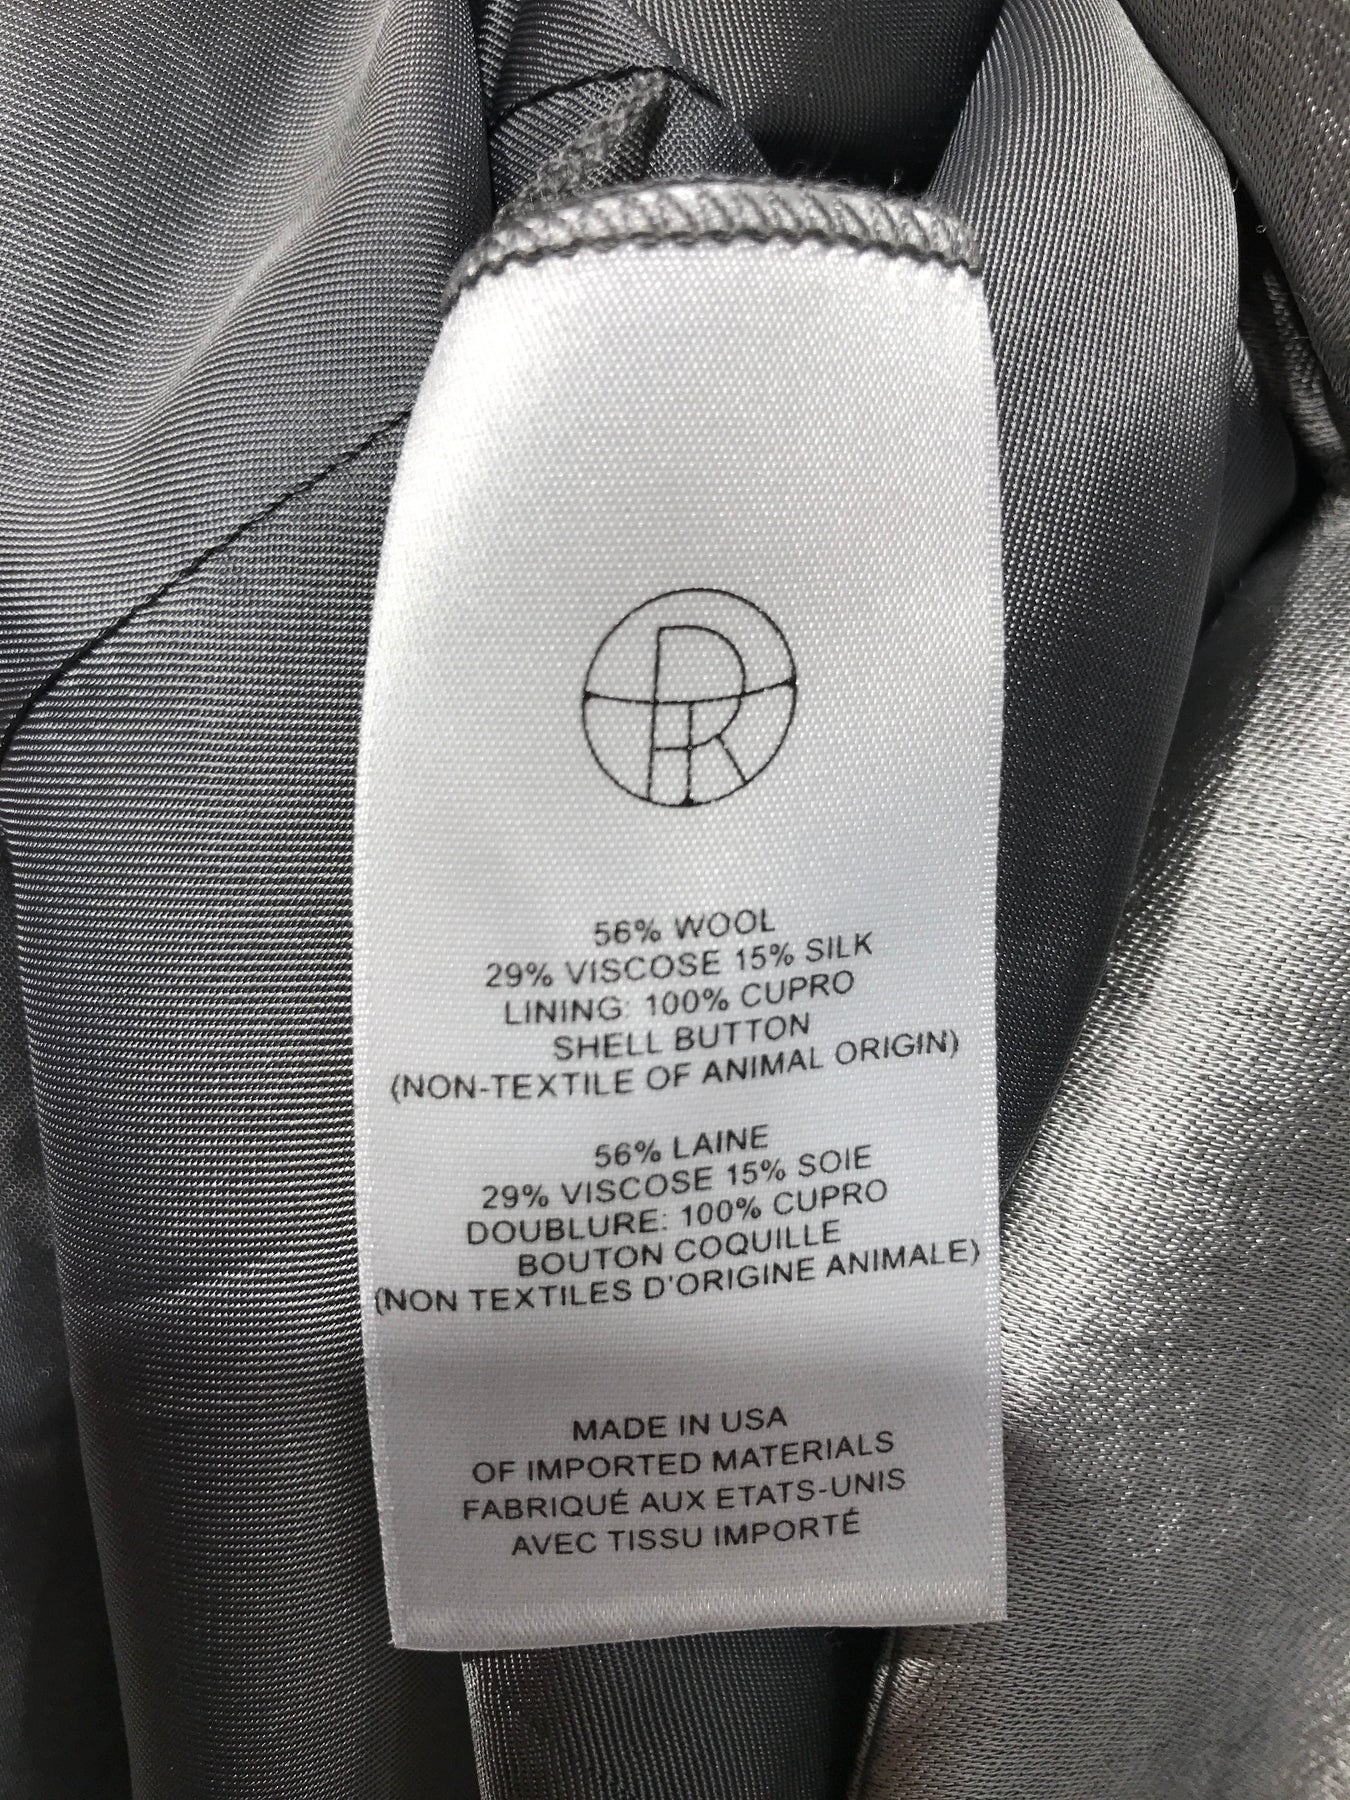 56% WOOL
29% VISCOSE 15% SILK
LINING: 100% CUPRO
SHELL BUTTON
(NON-TEXTILE OF ANIMAL ORIGIN)
56% LAINE
29% VISCOSE 15% SOIE
DOUBLURE: 100% CUPRO
BOUTON COQUILLE
(NON TEXTILES D'ORIGINE ANIMALE)
MADE IN USA
OF IMPORTED MATERIALS
FABRIQUÉ AUX ETATS-UNIS
AVEC TISSU IMPORTÉ